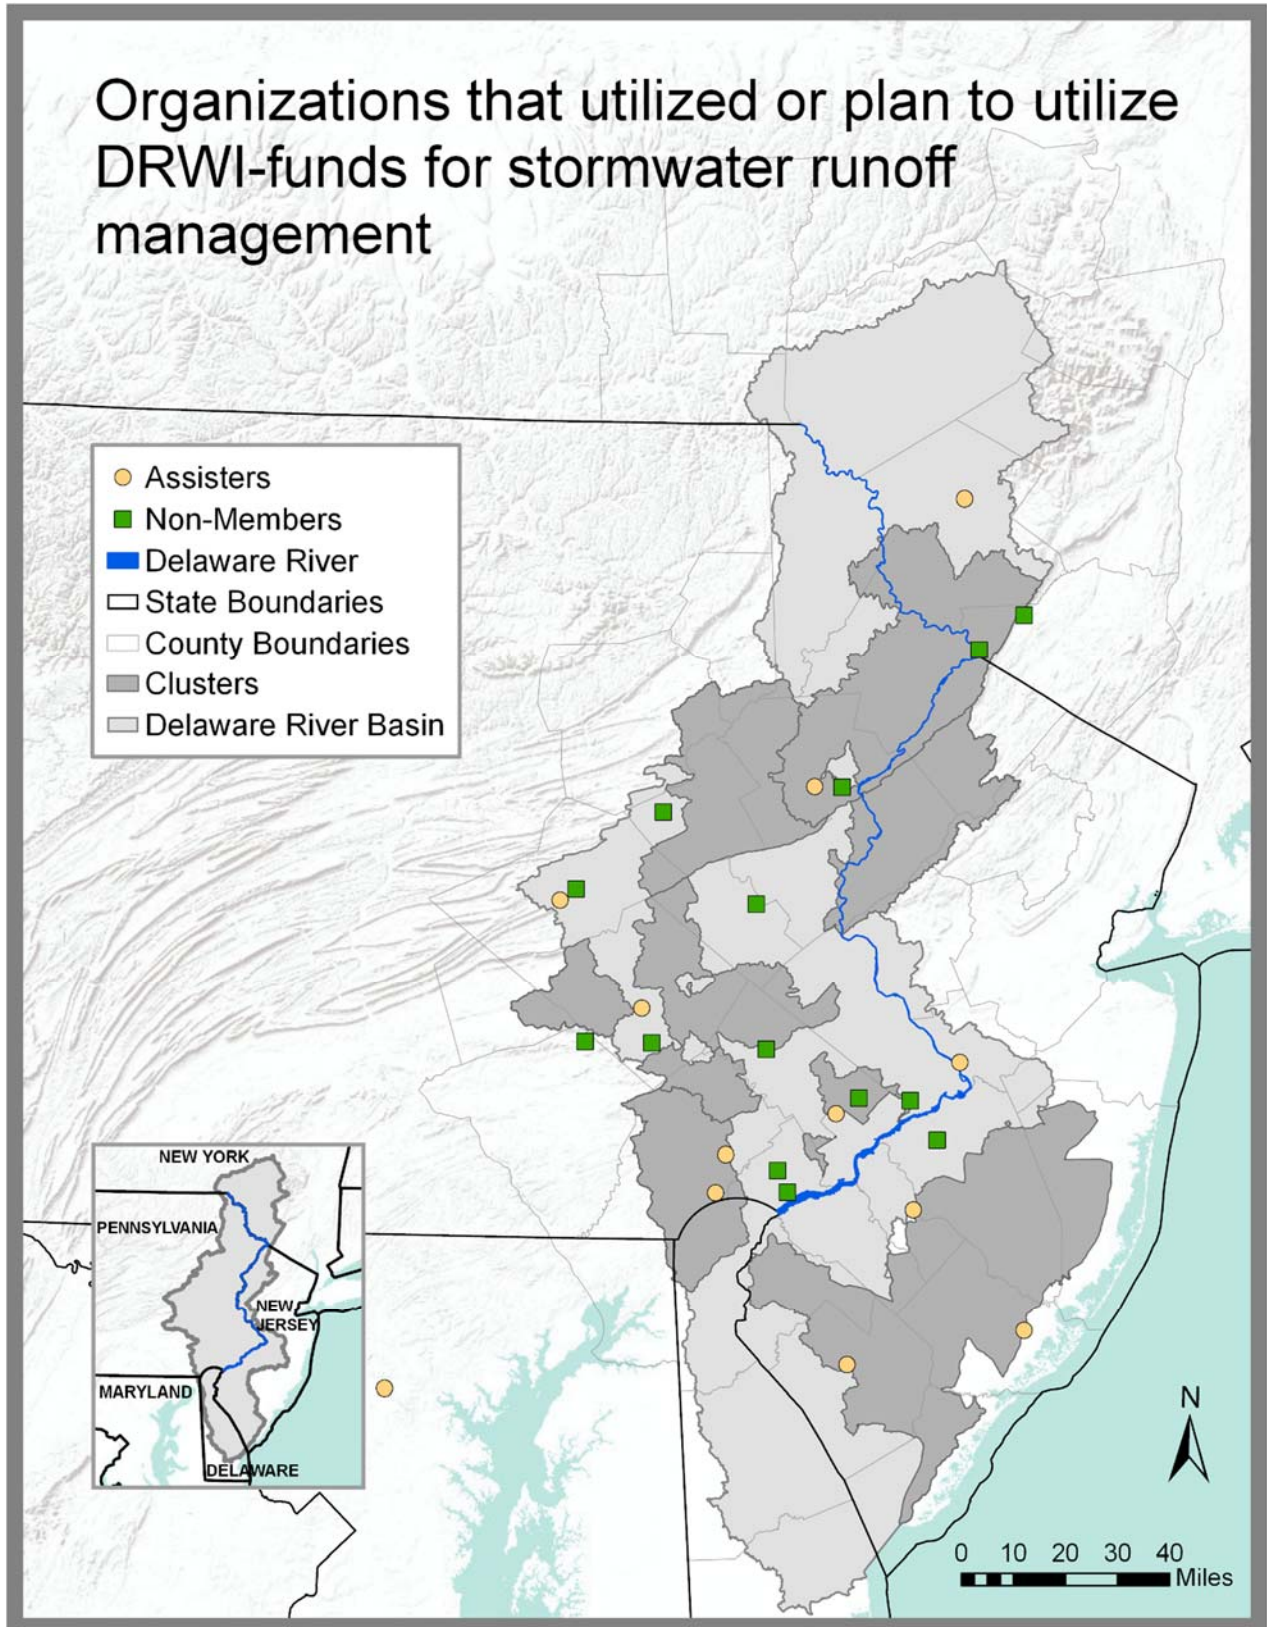 Organizations that utilized or plan to utilize
DRWI-funds for stormwater runoff
management
Assisters
Non-Members
Delaware River
State Boundaries
County Boundaries
Clusters
Delaware River Basin
NEW YORK
PENNSYLVANIA
NEW
JERSEY
MARYLAND
DELAWARE
N
0 10 20 30 40
Miles